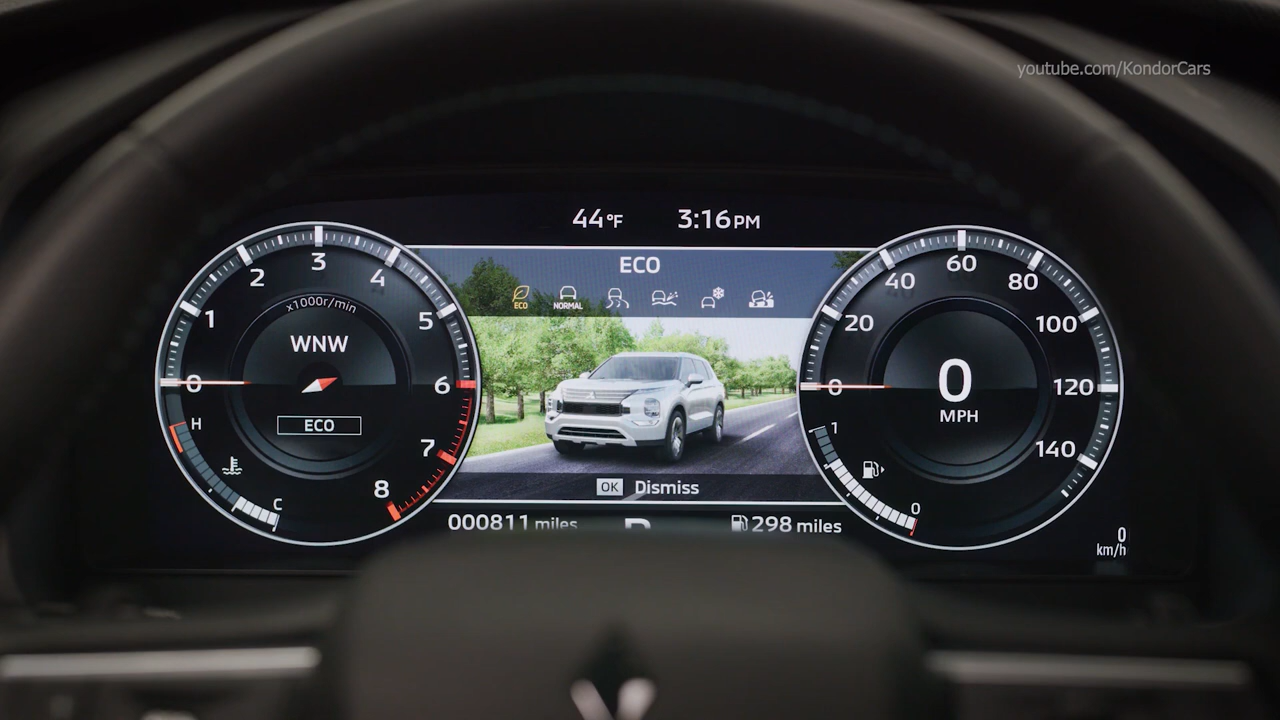 youtube.com/KondorCars
44°F 3:16PM
ECO
ECO NORMAL
0 1 2 3 4 5 6 7 8
x1000r/min
WNW
ECO
H
C
0 20 40 60 80 100 120 140
0
MPH
1
0
OK Dismiss
000811 miles
298 miles
0
km/h